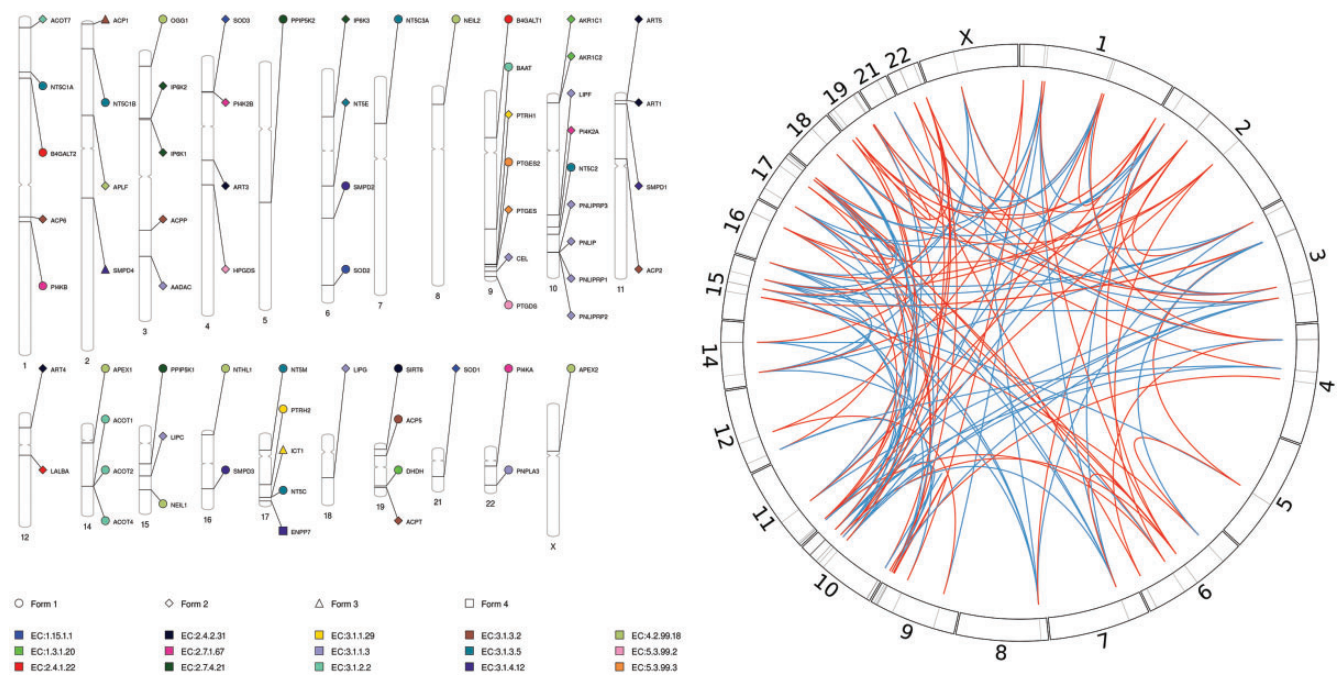 ACOT7 ACP1 OGG1 SOD3 PPIP5K2 IP6K3 NT5C3A NEIL2 B4GALT1 AKR1C1 ART5
BAAT AKR1C2
NT5C1A IP6K2 LIPF
NT5C1B PI4K2B NT5E PTRH1 ART1
PI4K2A
B4GALT2 IP6K1 PTGES2 NT5C2
APLF ART3 SMPD2 SMPD1
PTGES PNLIPRP3
ACP6 ACPP
PNLIP
CEL
SMPD4 HPGDS SOD2 ACP2
PI4KB AADAC PNLIPRP1
PTGDS
PNLIPRP2
1 2 3 4 5 6 7 8 9 10 11
ART4 APEX1 PPIP5K1 NTHL1 NT5M LIPG SIRT6 SOD1 PI4KA APEX2
PTRH2
ACOT1 ACP5
LIPC
ICT1
LALBA ACOT2 SMPD3 DHDH PNPLA3
NT5C
NEIL1
ACOT4 ACPT
ENPP7
12 14 15 16 17 18 19 21 22 X
Form 1 Form 2 Form 3 Form 4
EC:1.15.1.1 EC:2.4.2.31 EC:3.1.1.29 EC:3.1.3.2 EC:4.2.99.18
EC:1.3.1.20 EC:2.7.1.67 EC:3.1.1.3 EC:3.1.3.5 EC:5.3.99.2
EC:2.4.1.22 EC:2.7.4.21 EC:3.1.2.2 EC:3.1.4.12 EC:5.3.99.3
X
1
2
3
4
5
6
7
8
9
10
11
12
14
15
16
17
18
19
21
22